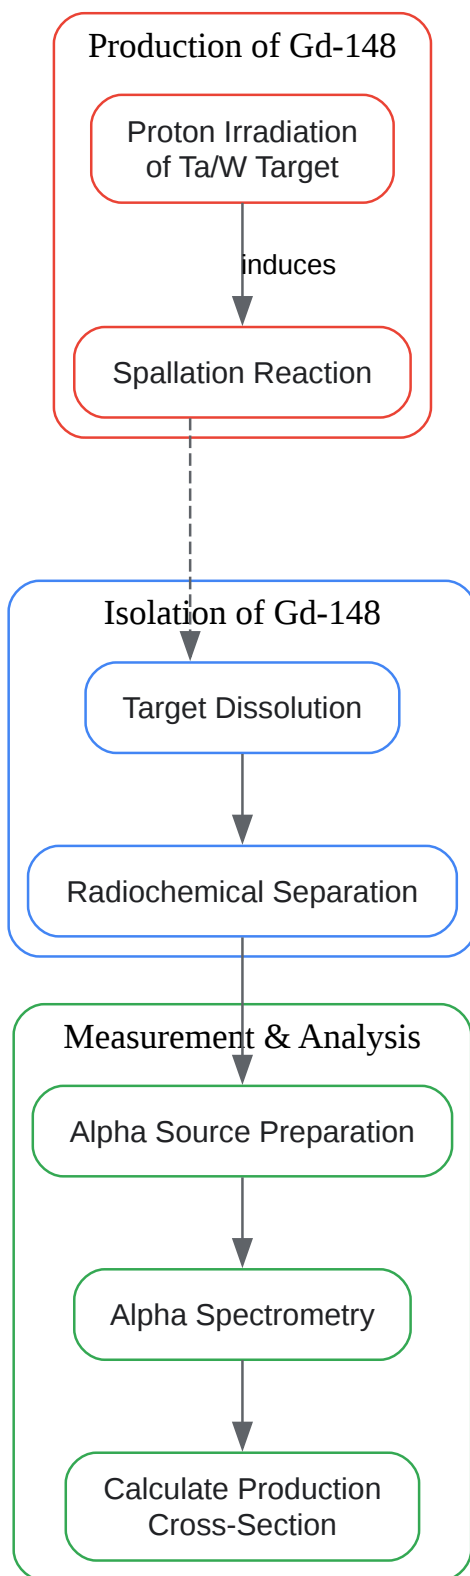 Production of Gd-148
Proton Irradiation
of Ta/W Target
induces
Spallation Reaction
Isolation of Gd-148
Target Dissolution
Radiochemical Separation
Measurement & Analysis
Alpha Source Preparation
Alpha Spectrometry
Calculate Production
Cross-Section